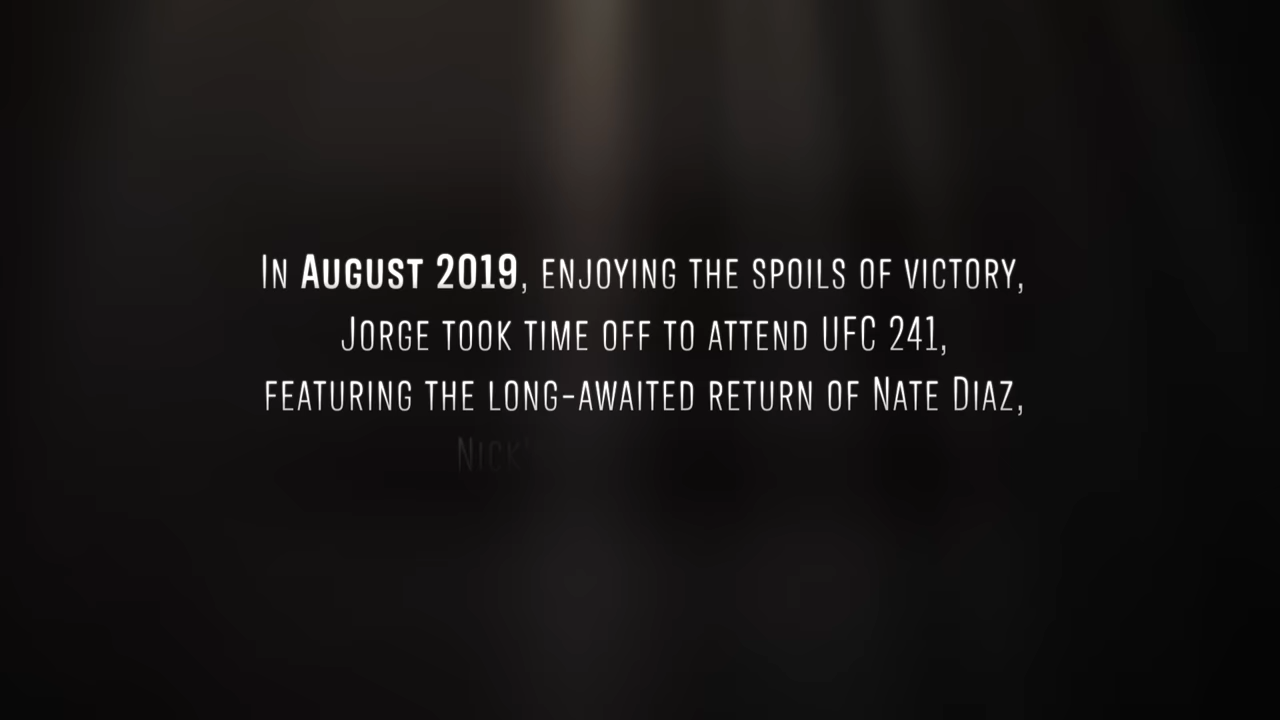 In August 2019, enjoying the spoils of victory,
Jorge took time off to attend UFC 241,
featuring the long-awaited return of Nate Diaz,
Nick's